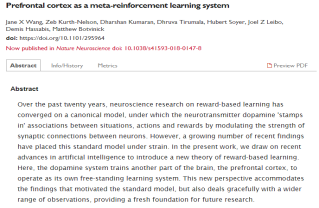 Prefrontal cortex as a meta-reinforcement learning system
Jane X Wang, Zeb Kurth-Nelson, Dharshan Kumaran, Dhruva Tirumala, Hubert Soyer, Joel Z Leibo,
Demis Hassabis, Matthew Botvinick
doi: https://doi.org/10.1101/295964
Now published in Nature Neuroscience doi: 10.1038/s41593-018-0147-8
Abstract Info/History Metrics Preview PDF
Abstract
Over the past twenty years, neuroscience research on reward-based learning has
converged on a canonical model, under which the neurotransmitter dopamine 'stamps
in' associations between situations, actions and rewards by modulating the strength of
synaptic connections between neurons. However, a growing number of recent findings
have placed this standard model under strain. In the present work, we draw on recent
advances in artificial intelligence to introduce a new theory of reward-based learning.
Here, the dopamine system trains another part of the brain, the prefrontal cortex, to
operate as its own free-standing learning system. This new perspective accommodates
the findings that motivated the standard model, but also deals gracefully with a wider
range of observations, providing a fresh foundation for future research.